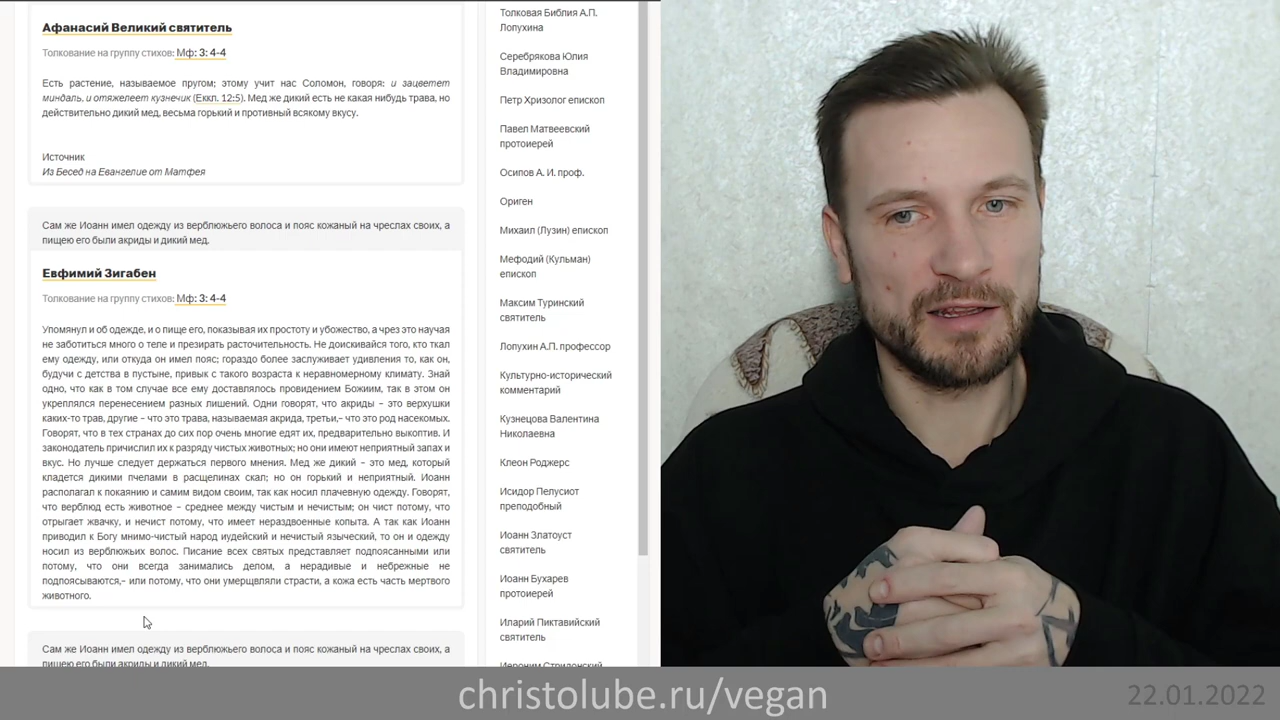 Афанасий Великий святитель
Толкование на группу стихов: Мф: 3: 4-4
Есть растение, называемое пругом; этому учит нас Соломон, говоря: и зацветет
миндаль, и отяжелеет кузнечик (Еккл. 12:5). Мед же дикий есть не какая нибудь трава, но
действительно дикий мед, весьма горький и противный всякому вкусу.
Источник
Из Бесед на Евангелие от Матфея
Сам же Иоанн имел одежду из верблюжьего волоса и пояс кожаный на чреслах своих, а
пищею его были акриды и дикий мед.
Евфимий Зигабен
Толкование на группу стихов: Мф: 3: 4-4
Упомянул и об одежде, и о пище его, показывая их простоту и убожество, а чрез это научая
не заботиться много о теле и презирать расточительность. Не доискивайся того, кто ткал
ему одежду, или откуда он имел пояс; гораздо более заслуживает удивления то, как он,
будучи с детства в пустыне, привык с такого возраста к неравномерному климату. Знай
одно, что как в том случае все ему доставлялось провидением Божиим, так в этом он
укреплялся перенесением разных лишений. Одни говорят, что акриды – это верхушки
каких-то трав, другие – что это трава, называемая акрида, третьи,– что это род насекомых.
Говорят, что в тех странах до сих пор очень многие едят их, предварительно выкоптив. И
законодатель причислил их к разряду чистых животных; но они имеют неприятный запах и
вкус. Но лучше следует держаться первого мнения. Мед же дикий – это мед, который
кладется дикими пчелами в расщелинах скал; но он горький и неприятный. Иоанн
располагал к покаянию и самим видом своим, так как носил плачевную одежду. Говорят,
что верблюд есть животное – среднее между чистым и нечистым; он чист потому, что
отрыгает жвачку, и нечист потому, что имеет нераздвоенные копыта. А так как Иоанн
приводил к Богу мнимо-чистый народ иудейский и нечистый языческий, то он и одежду
носил из верблюжьих волос. Писание всех святых представляет подпоясанными или
потому, что они всегда занимались делом, а нерадивые и небрежные не
подпоясываются,– или потому, что они умерщвляли страсти, а кожа есть часть мертвого
животного.
Сам же Иоанн имел одежду из верблюжьего волоса и пояс кожаный на чреслах своих, а
пищею его были акриды и дикий мед.
Толковая Библия А.П.
Лопухина
Серебрякова Юлия
Владимировна
Петр Хризолог епископ
Павел Матвеевский
протоиерей
Осипов А. И. проф.
Ориген
Михаил (Лузин) епископ
Мефодий (Кульман)
епископ
Максим Туринский
святитель
Лопухин А.П. профессор
Культурно-исторический
комментарий
Кузнецова Валентина
Николаевна
Клеон Роджерс
Исидор Пелусиот
преподобный
Иоанн Златоуст
святитель
Иоанн Бухарев
протоиерей
Иларий Пиктавийский
святитель
Иероним Стридонский
christolube.ru/vegan
22.01.2022